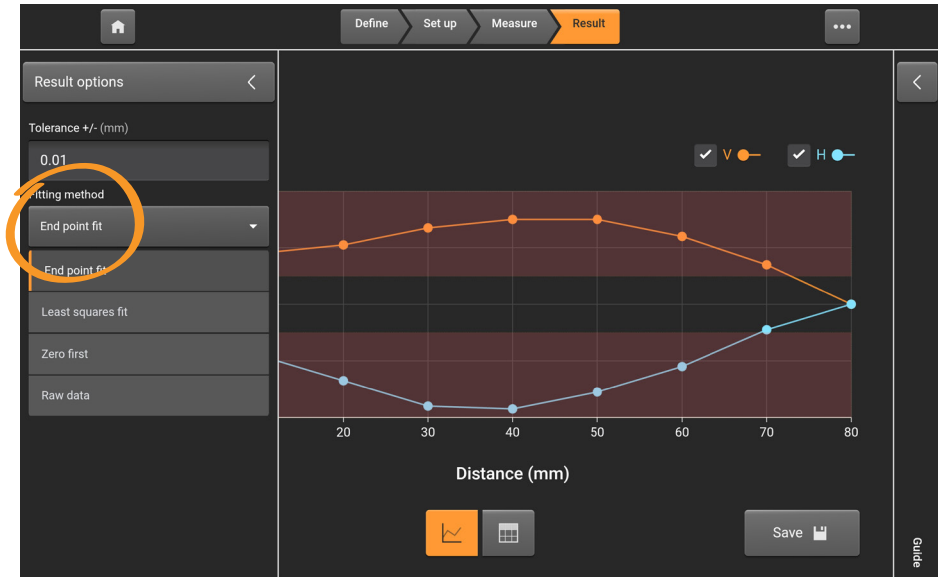 Define
Set up
Measure
Result
Result options
Tolerance +/- (mm)
0.01
Fitting method
End point fit
End point fit
Least squares fit
Zero first
Raw data
V
H
20 30 40 50 60 70 80
Distance (mm)
Save
Guide